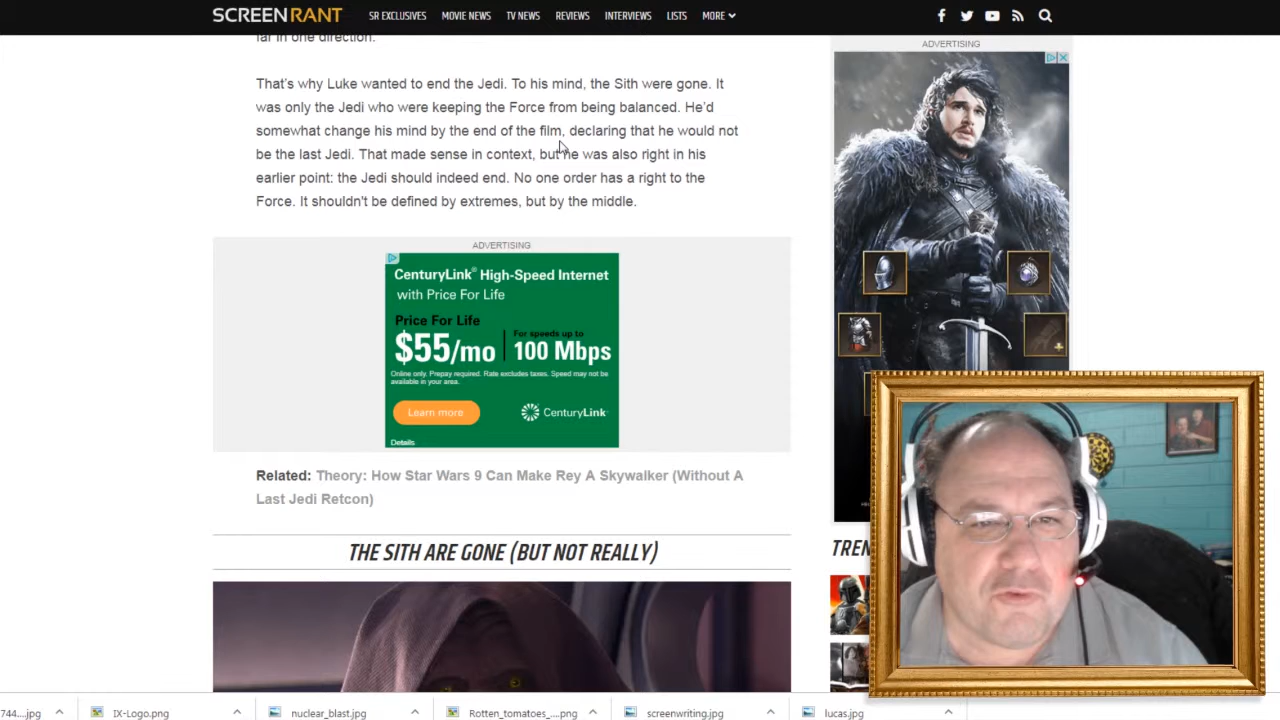 SCREENRANT SR EXCLUSIVES MOVIE NEWS TV NEWS REVIEWS INTERVIEWS LISTS MORE
far in one direction.
That's why Luke wanted to end the Jedi. To his mind, the Sith were gone. It
was only the Jedi who were keeping the Force from being balanced. He'd
somewhat change his mind by the end of the film, declaring that he would not
be the last Jedi. That made sense in context, but he was also right in his
earlier point: the Jedi should indeed end. No one order has a right to the
Force. It shouldn't be defined by extremes, but by the middle.
ADVERTISING
CenturyLink® High-Speed Internet
with Price For Life
Price For Life
$55/mo
For speeds up to
100 Mbps
Online only. Prepay required. Rate excludes taxes. Speed may not be
available in your area.
Learn more
CenturyLink
Details
Related: Theory: How Star Wars 9 Can Make Rey A Skywalker (Without A
Last Jedi Retcon)
THE SITH ARE GONE (BUT NOT REALLY)
ADVERTISING
TREN
744....jpg
IX-Logo.png
nuclear_blast.jpg
Rotten_tomatoes_....png
screenwriting.jpg
lucas.jpg